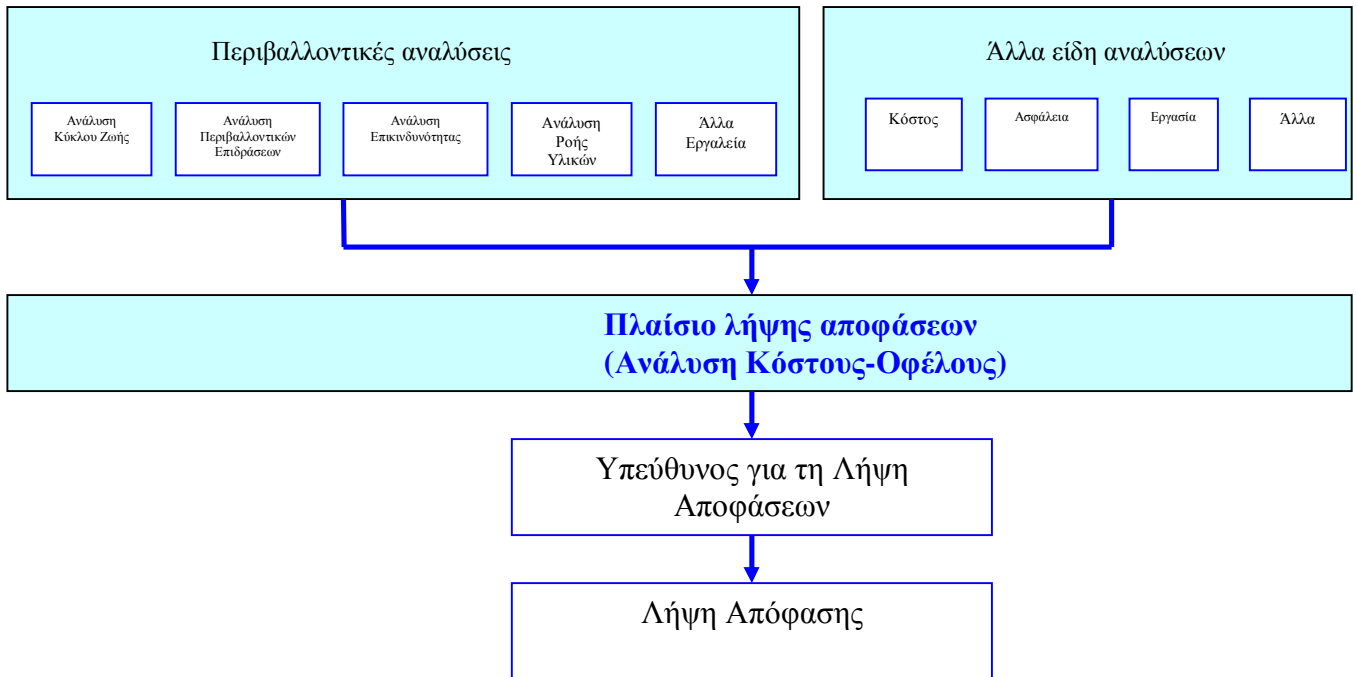 Περιβαλλοντικές αναλύσεις
Ανάλυση
Κύκλου Ζωής
Ανάλυση
Περιβαλλοντικών
Επιδράσεων
Ανάλυση
Επικινδυνότητας
Ανάλυση
Ροής
Υλικών
Άλλα
Εργαλεία
Άλλα είδη αναλύσεων
Κόστος
Ασφάλεια
Εργασία
Άλλα
Πλαίσιο λήψης αποφάσεων
(Ανάλυση Κόστους-Οφέλους)
Υπεύθυνος για τη Λήψη
Αποφάσεων
Λήψη Απόφασης